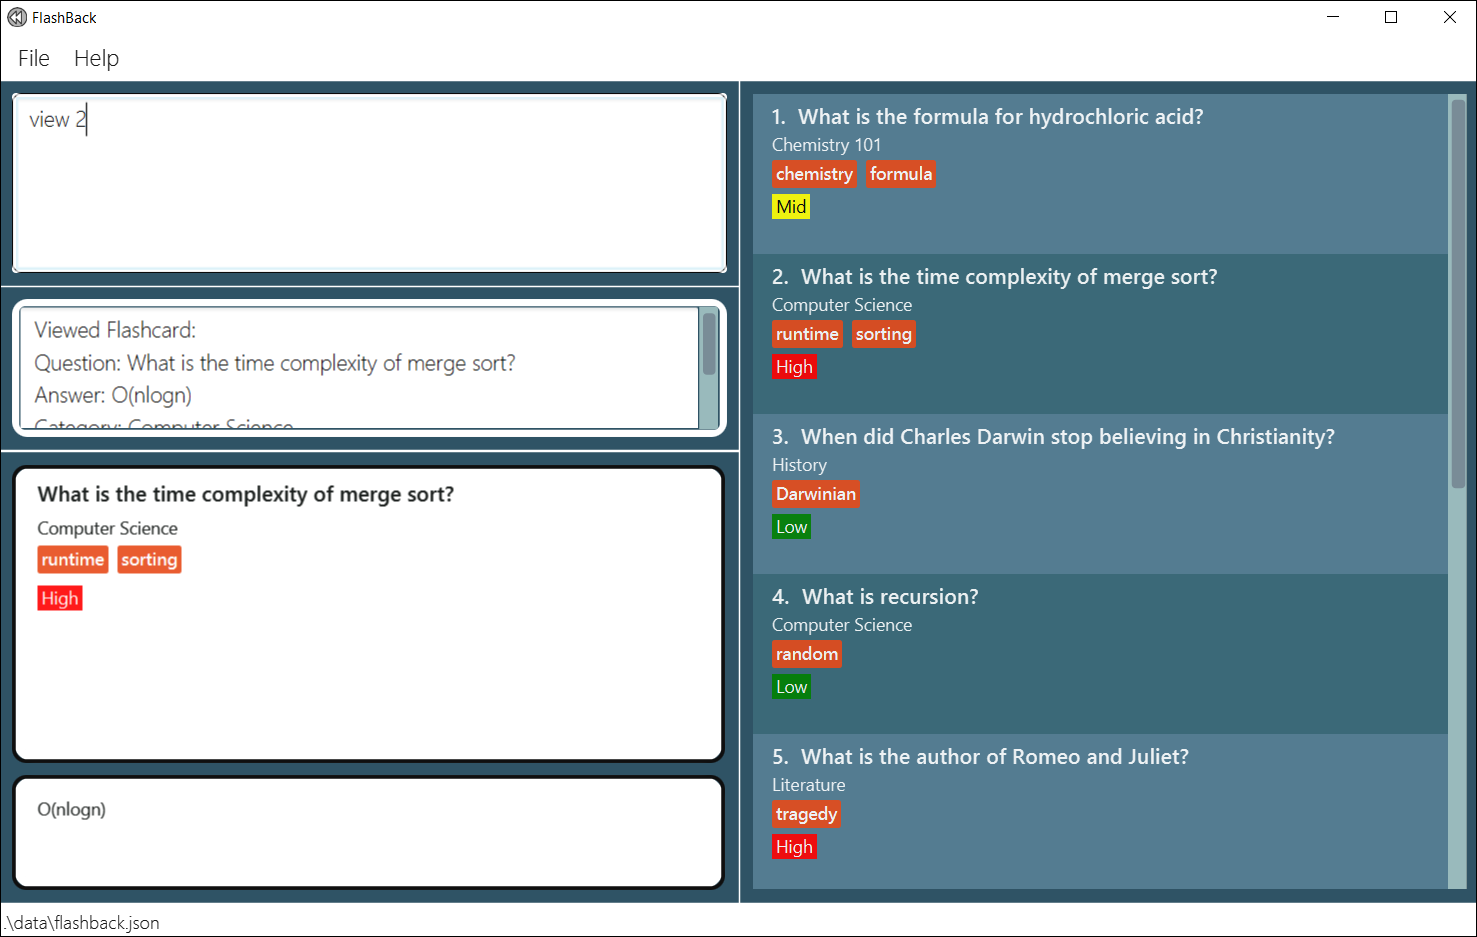 FlashBack
File Help
view 2
Viewed Flashcard:
Question: What is the time complexity of merge sort?
Answer: O(nlogn)
Category: Computer Science
What is the time complexity of merge sort?
Computer Science
runtime sorting
High
O(nlogn)
1. What is the formula for hydrochloric acid?
Chemistry 101
chemistry formula
Mid
2. What is the time complexity of merge sort?
Computer Science
runtime sorting
High
3. When did Charles Darwin stop believing in Christianity?
History
Darwinian
Low
4. What is recursion?
Computer Science
random
Low
5. What is the author of Romeo and Juliet?
Literature
tragedy
High
.\data\flashback.json